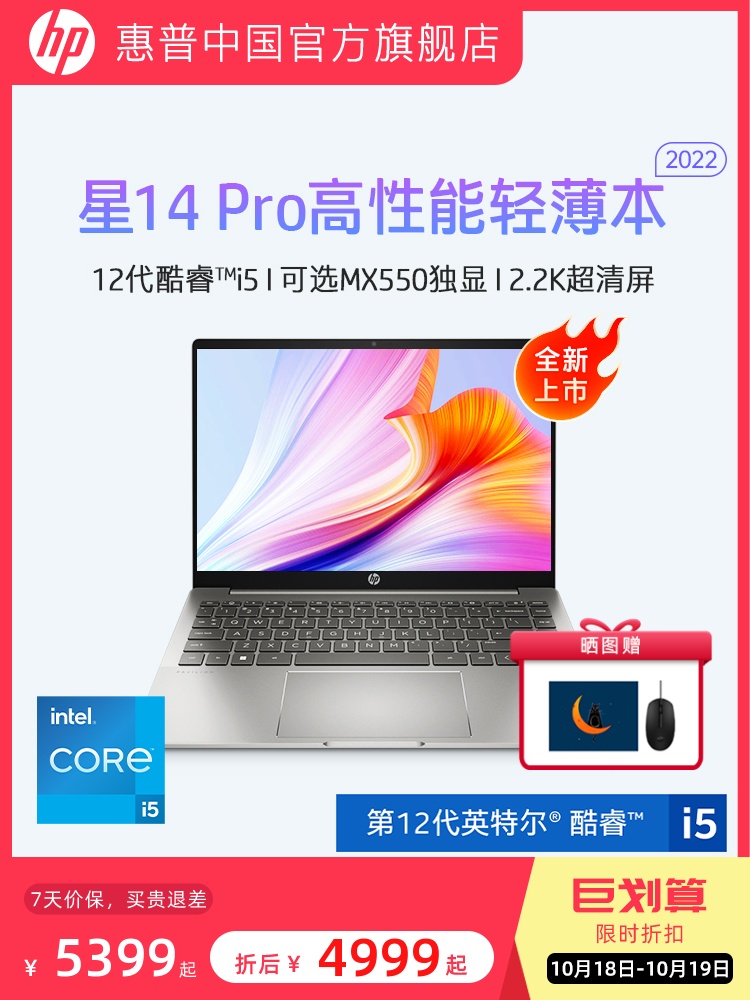 hp 惠普中国官方旗舰店
2022
星14 Pro高性能轻薄本
12代酷睿™i5 | 可选MX550独显 | 2.2K超清屏
全新
上市
hp
晒图赠
intel.
CORE™
i5
第12代英特尔® 酷睿™ i5
7天价保，买贵退差
¥ 5399起
折后 ¥ 4999起
巨划算
限时折扣
10月18日-10月19日